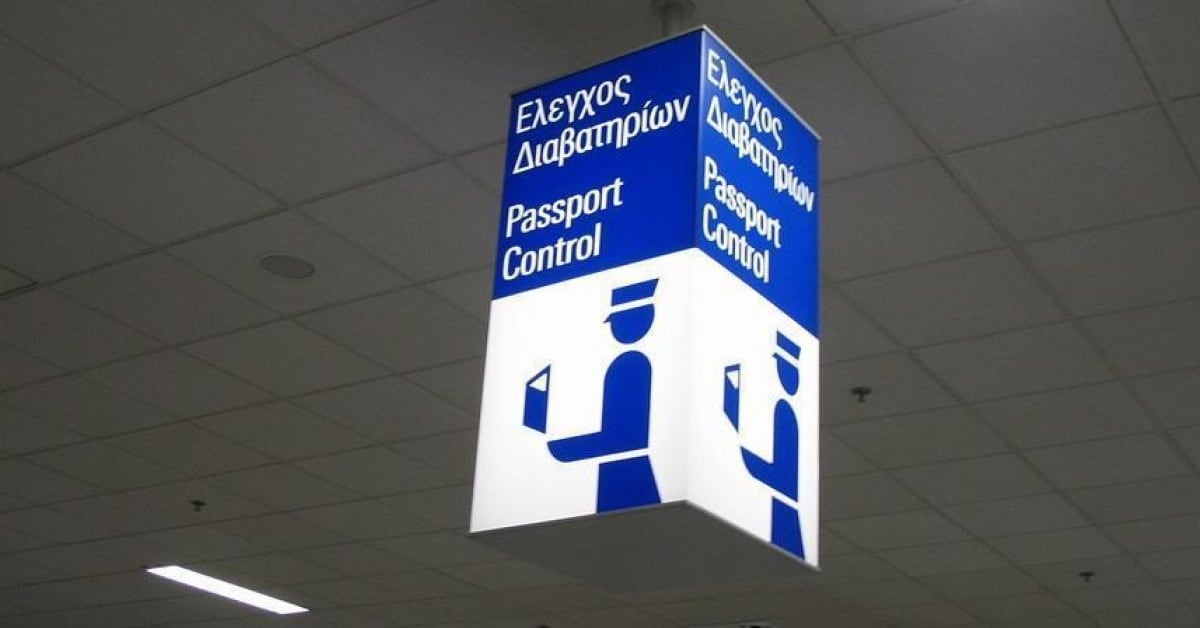 Ελεγχος
Διαβατηρίων
Passport
Control
Ελεγχος
Διαβατηρίων
Passport
Control